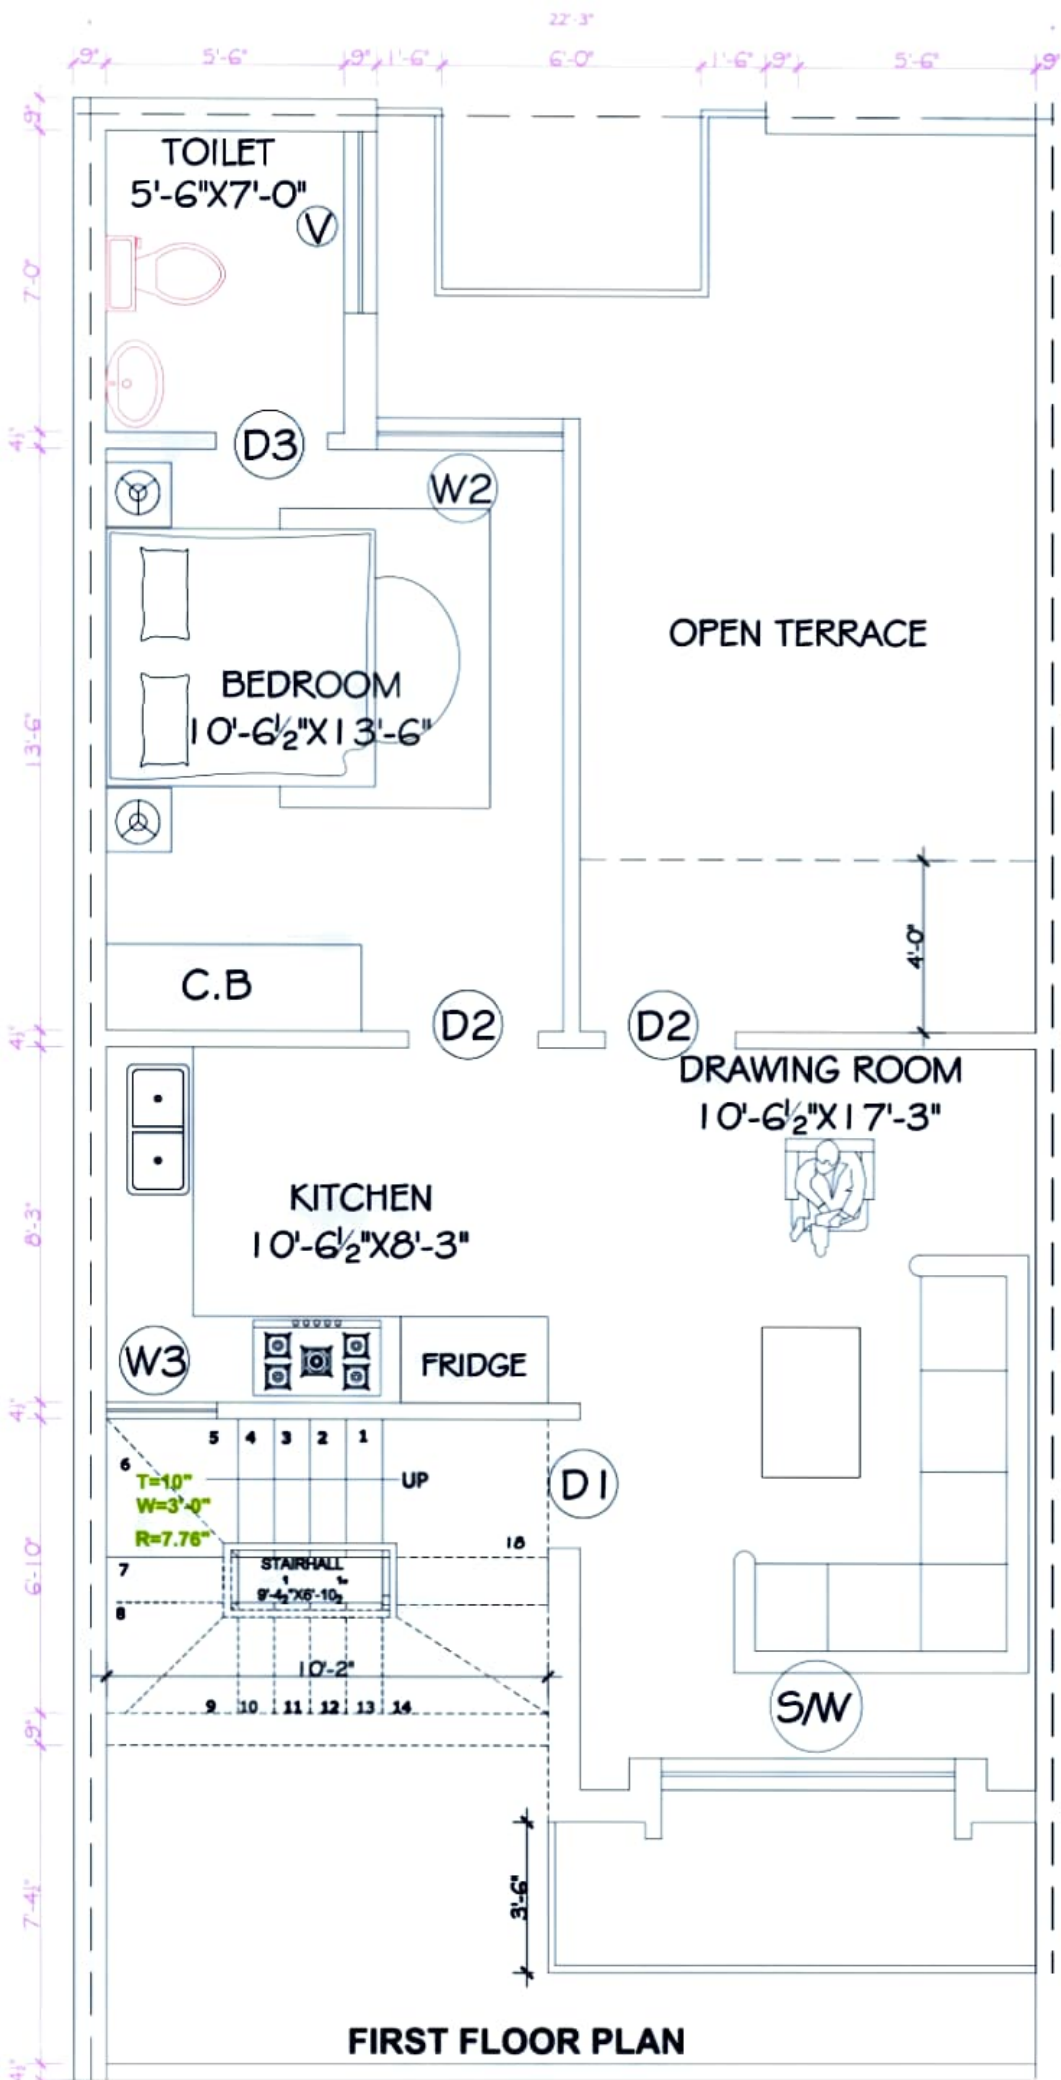 22'-3"
9" 5'-6" 9" 1'-6" 6'-0" 1'-6" 9" 5'-6" 9"
9"
TOILET
5'-6"X7'-0"
V
7'-0"
D3
4½"
W2
OPEN TERRACE
BEDROOM
10'-6½"X13'-6"
13'-6"
4'-0"
C.B
D2 D2
4½"
DRAWING ROOM
10'-6½"X17'-3"
KITCHEN
10'-6½"X8'-3"
8'-3"
W3
FRIDGE
4½"
5 4 3 2 1
6
UP
T=10"
W=3'-0"
R=7.76"
D1
18
STAIRHALL
7
8
6'-10"
10'-2"
9 10 11 12 13 14
S/W
9"
3'-6"
7'-4½"
FIRST FLOOR PLAN
4½"